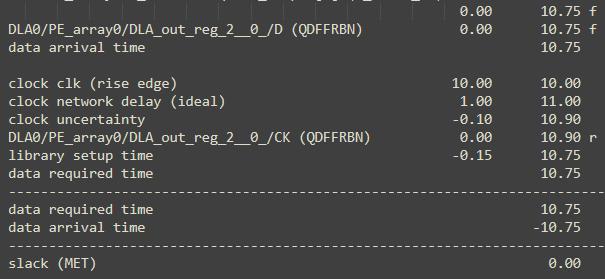 0.00 10.75 f
DLA0/PE_array0/DLA_out_reg_2__0_/D (QDFFRBN) 0.00 10.75 f
data arrival time 10.75
clock clk (rise edge) 10.00 10.00
clock network delay (ideal) 1.00 11.00
clock uncertainty -0.10 10.90
DLA0/PE_array0/DLA_out_reg_2__0_/CK (QDFFRBN) 0.00 10.90 r
library setup time -0.15 10.75
data required time 10.75
--------------------------------------------------------------------------
data required time 10.75
data arrival time -10.75
--------------------------------------------------------------------------
slack (MET) 0.00